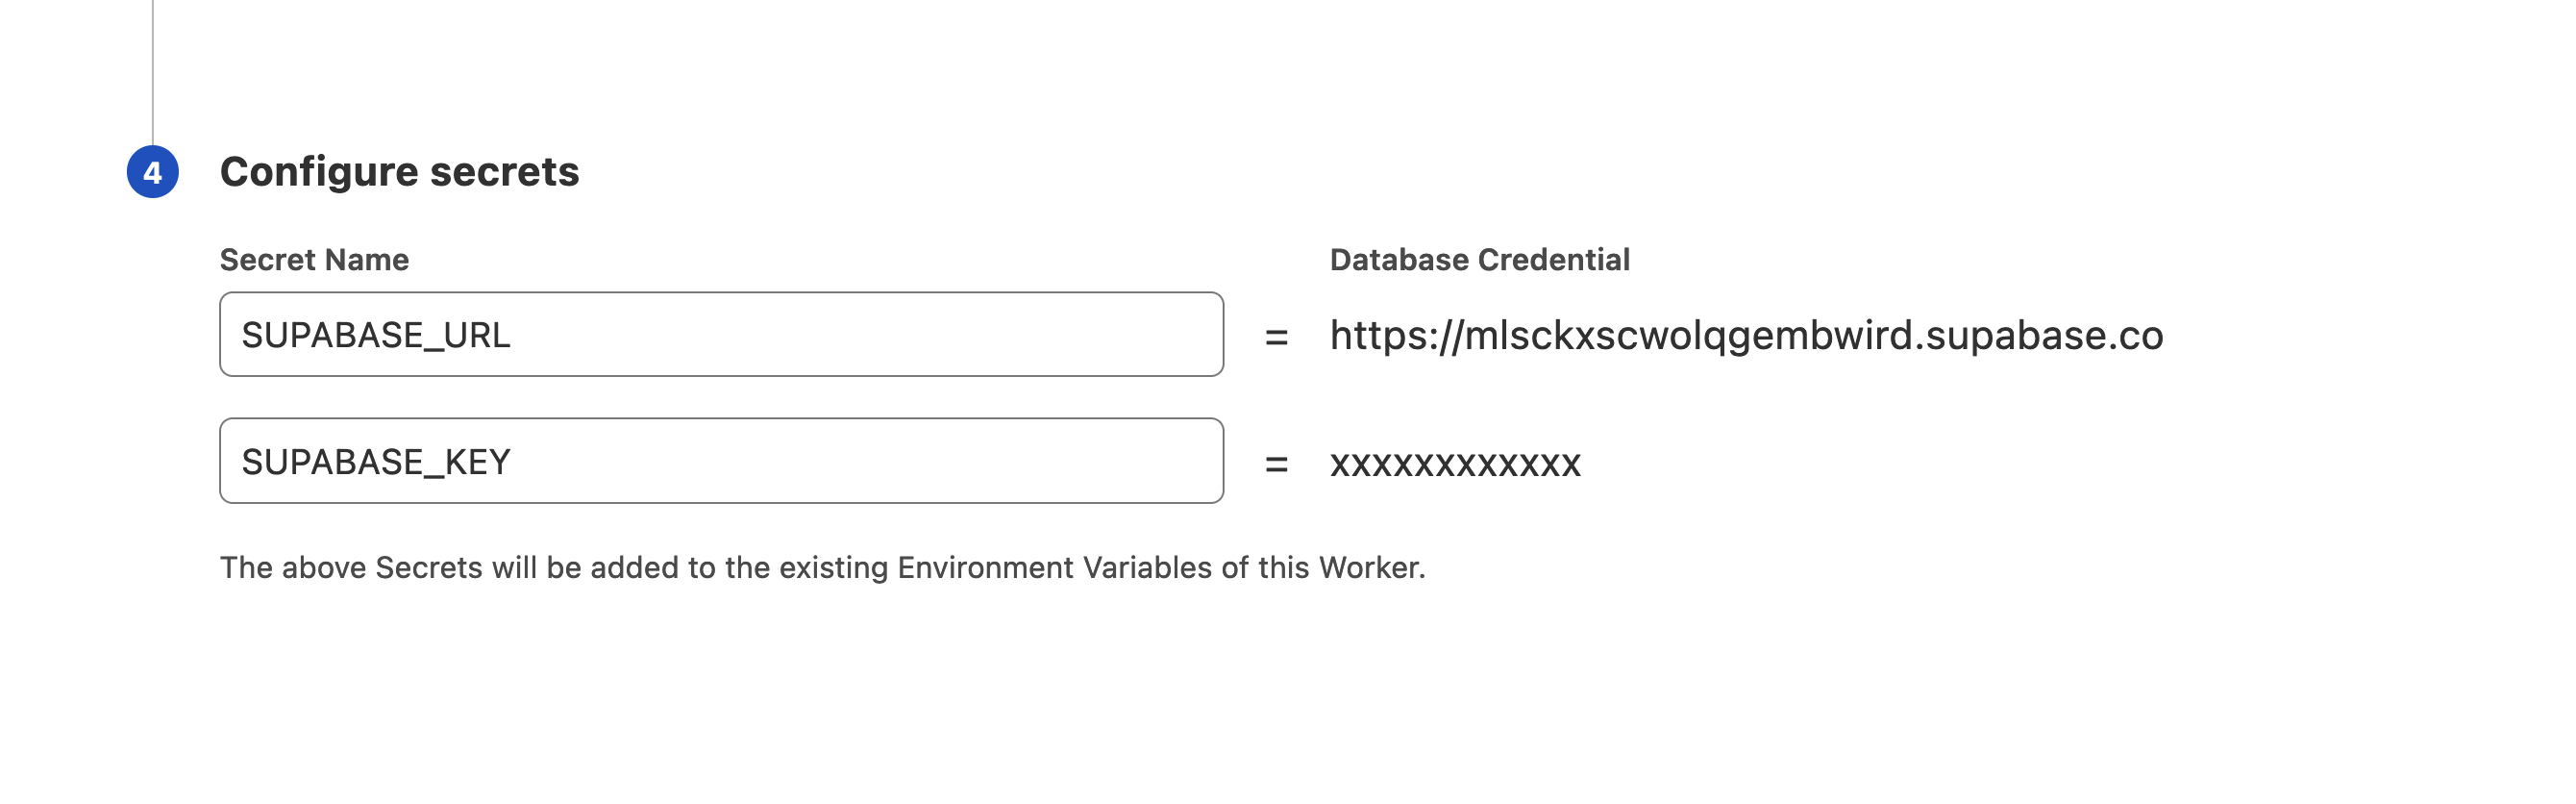 4 Configure secrets
Secret Name Database Credential
SUPABASE_URL = https://mlsckxscwolqgembwird.supabase.co
SUPABASE_KEY = xxxxxxxxxxxx
The above Secrets will be added to the existing Environment Variables of this Worker.